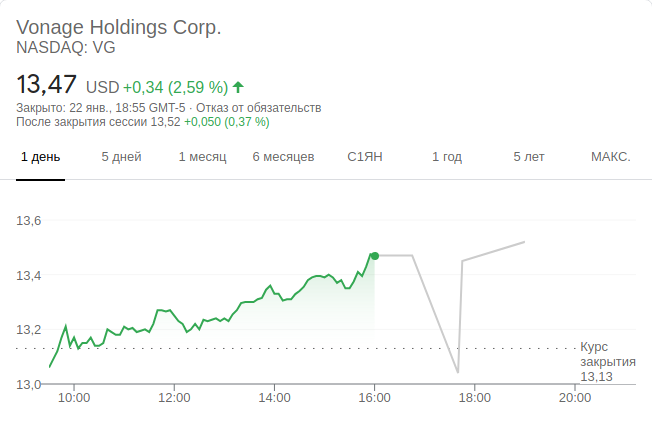 Vonage Holdings Corp.
NASDAQ: VG
13,47 USD +0,34 (2,59 %)
Закрыто: 22 янв., 18:55 GMT-5 · Отказ от обязательств
После закрытия сессии 13,52 +0,050 (0,37 %)
1 день 5 дней 1 месяц 6 месяцев С1ЯН 1 год 5 лет МАКС.
13,6
13,4
13,2
Курс
закрытия
13,13
13,0
10:00 12:00 14:00 16:00 18:00 20:00